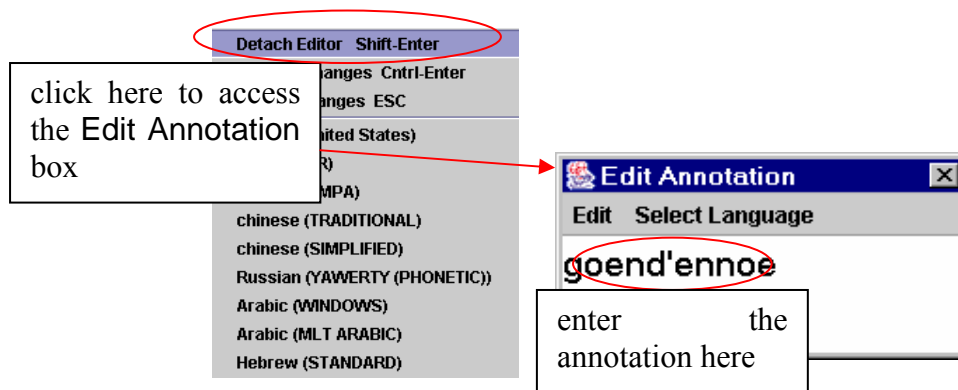 Detach Editor Shift-Enter
anges Cntrl-Enter
anges ESC
click here to access
the Edit Annotation
box
ited States)
R)
MPA)
chinese (TRADITIONAL)
chinese (SIMPLIFIED)
Russian (YAWERTY (PHONETIC))
Arabic (WINDOWS)
Arabic (MLT ARABIC)
Hebrew (STANDARD)
Edit Annotation
Edit Select Language
goend'ennoe
enter the
annotation here